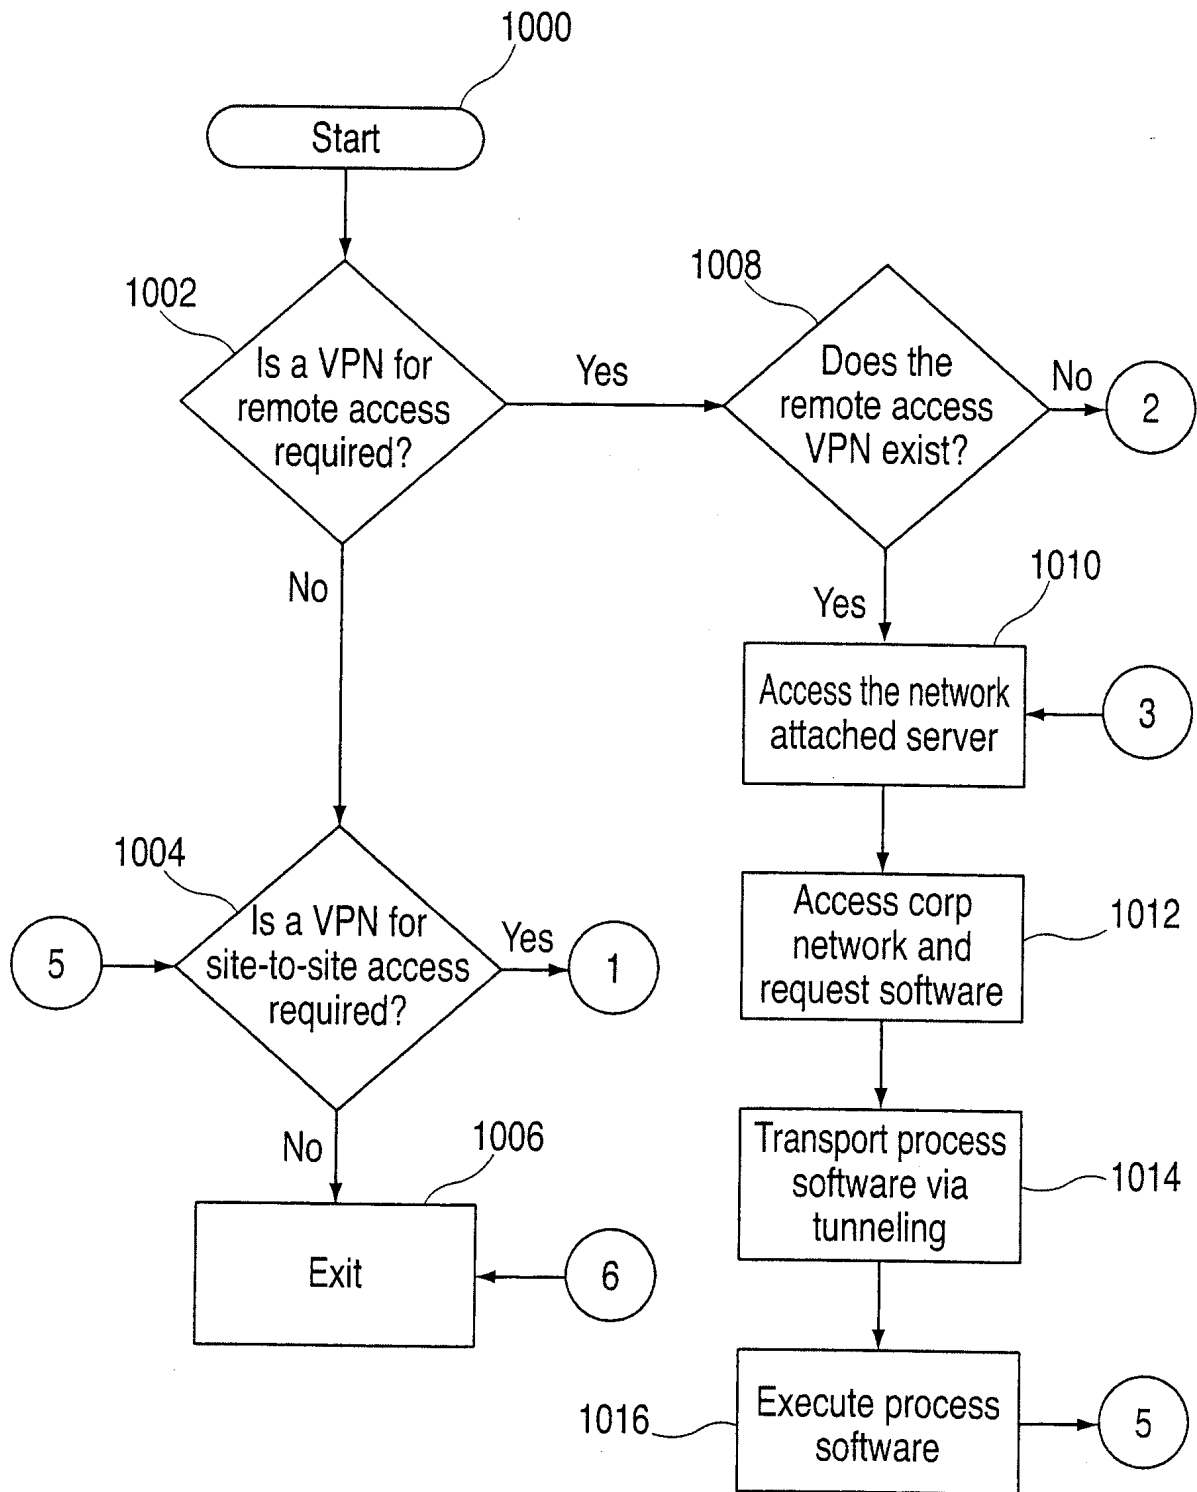 1000
Start
1002
Is a VPN for
remote access
required?
Yes
1008
Does the
remote access
VPN exist?
No
2
No
Yes
1010
Access the network
attached server
3
1004
5
Is a VPN for
site-to-site access
required?
Yes
1
Access corp
network and
request software
1012
No
1006
Exit
6
Transport process
software via
tunneling
1014
1016
Execute process
software
5